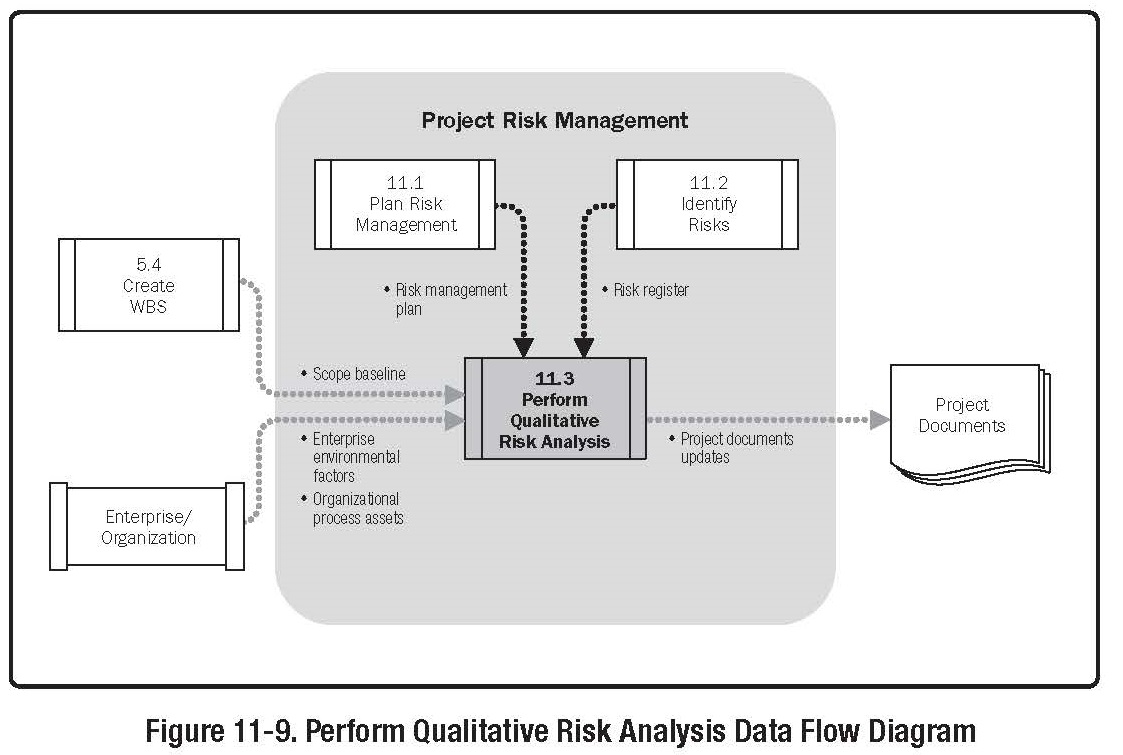 Project Risk Management
11.1
Plan Risk
Management
11.2
Identify
Risks
5.4
Create
WBS
• Risk management
plan
• Risk register
• Scope baseline
11.3
Perform
Qualitative
Risk Analysis
Project
Documents
• Enterprise
environmental
factors
• Organizational
process assets
• Project documents
updates
Enterprise/
Organization
Figure 11-9. Perform Qualitative Risk Analysis Data Flow Diagram